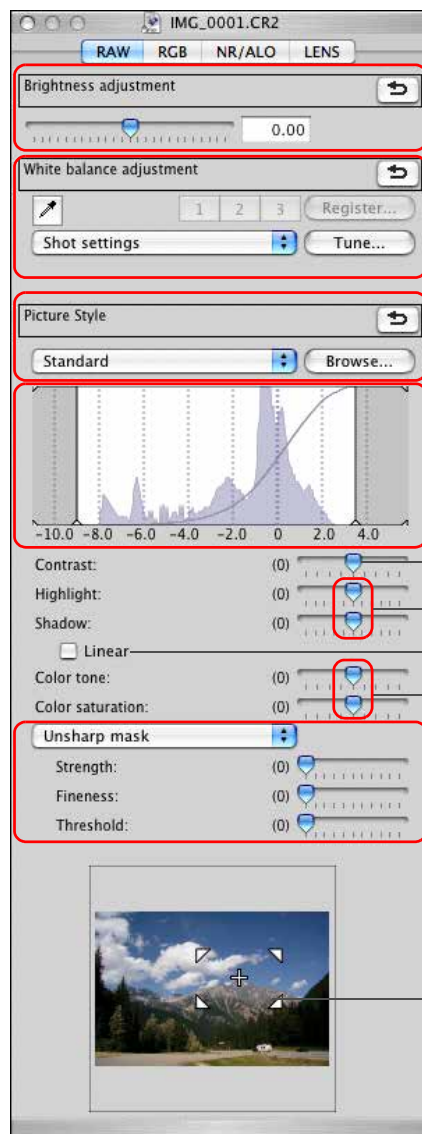 IMG_0001.CR2
RAW RGB NR/ALO LENS
Brightness adjustment
0.00
White balance adjustment
1 2 3 Register...
Shot settings Tune...
Picture Style
Standard Browse...
-10.0 -8.0 -6.0 -4.0 -2.0 0 2.0 4.0
Contrast: (0)
Highlight: (0)
Shadow: (0)
Linear
Color tone: (0)
Color saturation: (0)
Unsharp mask
Strength: (0)
Fineness: (0)
Threshold: (0)